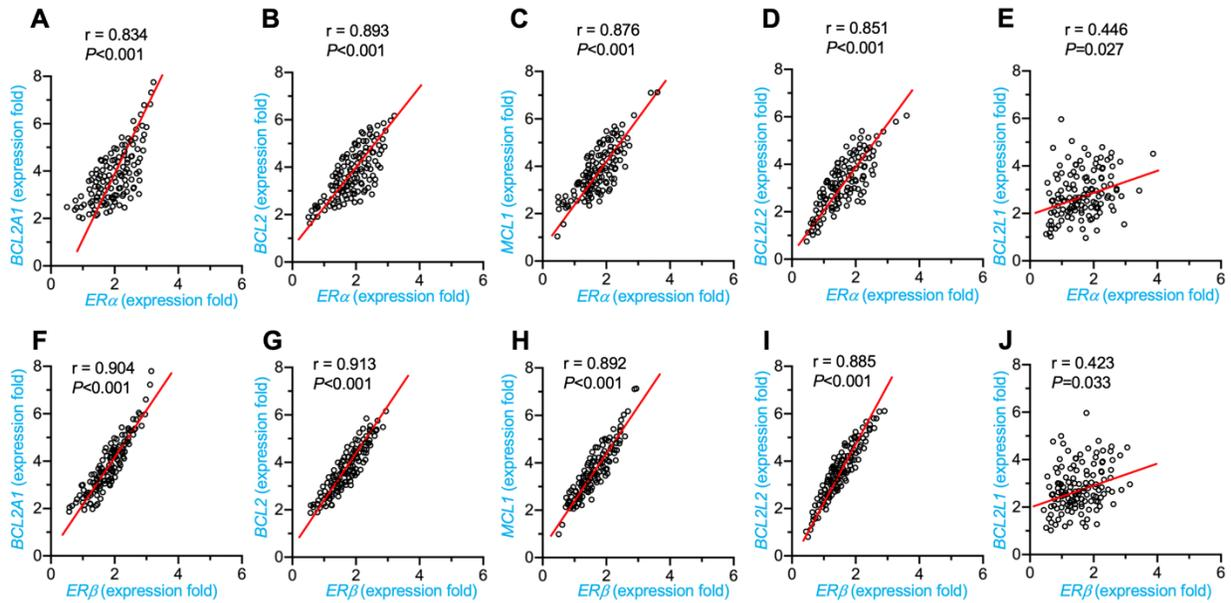 A
r = 0.834
P<0.001
BCL2A1 (expression fold)
8
6
4
2
0
0 2 4 6
ERα (expression fold)
B
r = 0.893
P<0.001
BCL2 (expression fold)
8
6
4
2
0
0 2 4 6
ERα (expression fold)
C
r = 0.876
P<0.001
MCL1 (expression fold)
8
6
4
2
0
0 2 4 6
ERα (expression fold)
D
r = 0.851
P<0.001
BCL2L2 (expression fold)
8
6
4
2
0
0 2 4 6
ERα (expression fold)
E
r = 0.446
P=0.027
BCL2L1 (expression fold)
8
6
4
2
0
0 2 4 6
ERα (expression fold)
F
r = 0.904
P<0.001
BCL2A1 (expression fold)
8
6
4
2
0
0 2 4 6
ERβ (expression fold)
G
r = 0.913
P<0.001
BCL2 (expression fold)
8
6
4
2
0
0 2 4 6
ERβ (expression fold)
H
r = 0.892
P<0.001
MCL1 (expression fold)
8
6
4
2
0
0 2 4 6
ERβ (expression fold)
I
r = 0.885
P<0.001
BCL2L2 (expression fold)
8
6
4
2
0
0 2 4 6
ERβ (expression fold)
J
r = 0.423
P=0.033
BCL2L1 (expression fold)
8
6
4
2
0
0 2 4 6
ERβ (expression fold)